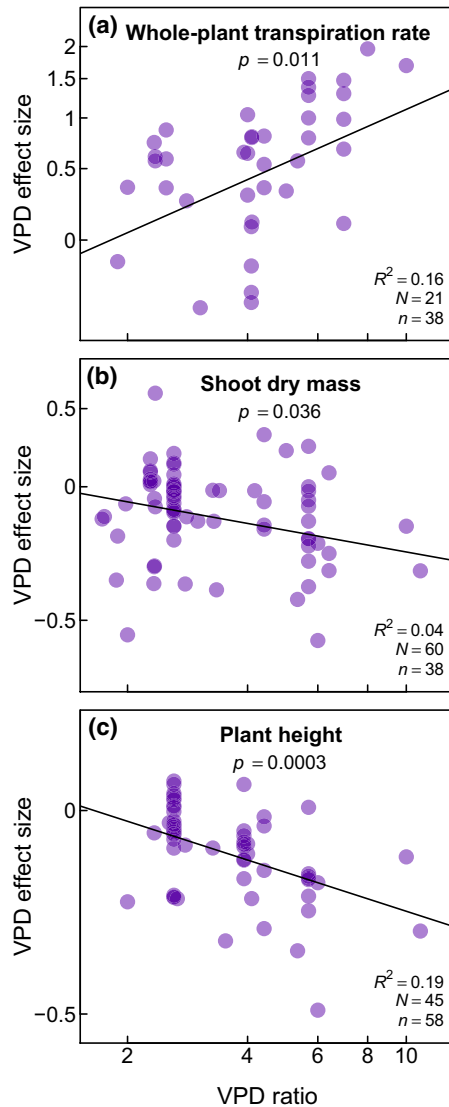 (a)
Whole-plant transpiration rate
p = 0.011
2
1.5
1
0.5
0
VPD effect size
R² = 0.16
N = 21
n = 38
(b)
Shoot dry mass
p = 0.036
0.5
0
−0.5
VPD effect size
R² = 0.04
N = 60
n = 38
(c)
Plant height
p = 0.0003
0
−0.5
VPD effect size
R² = 0.19
N = 45
n = 58
2 4 6 8 10
VPD ratio